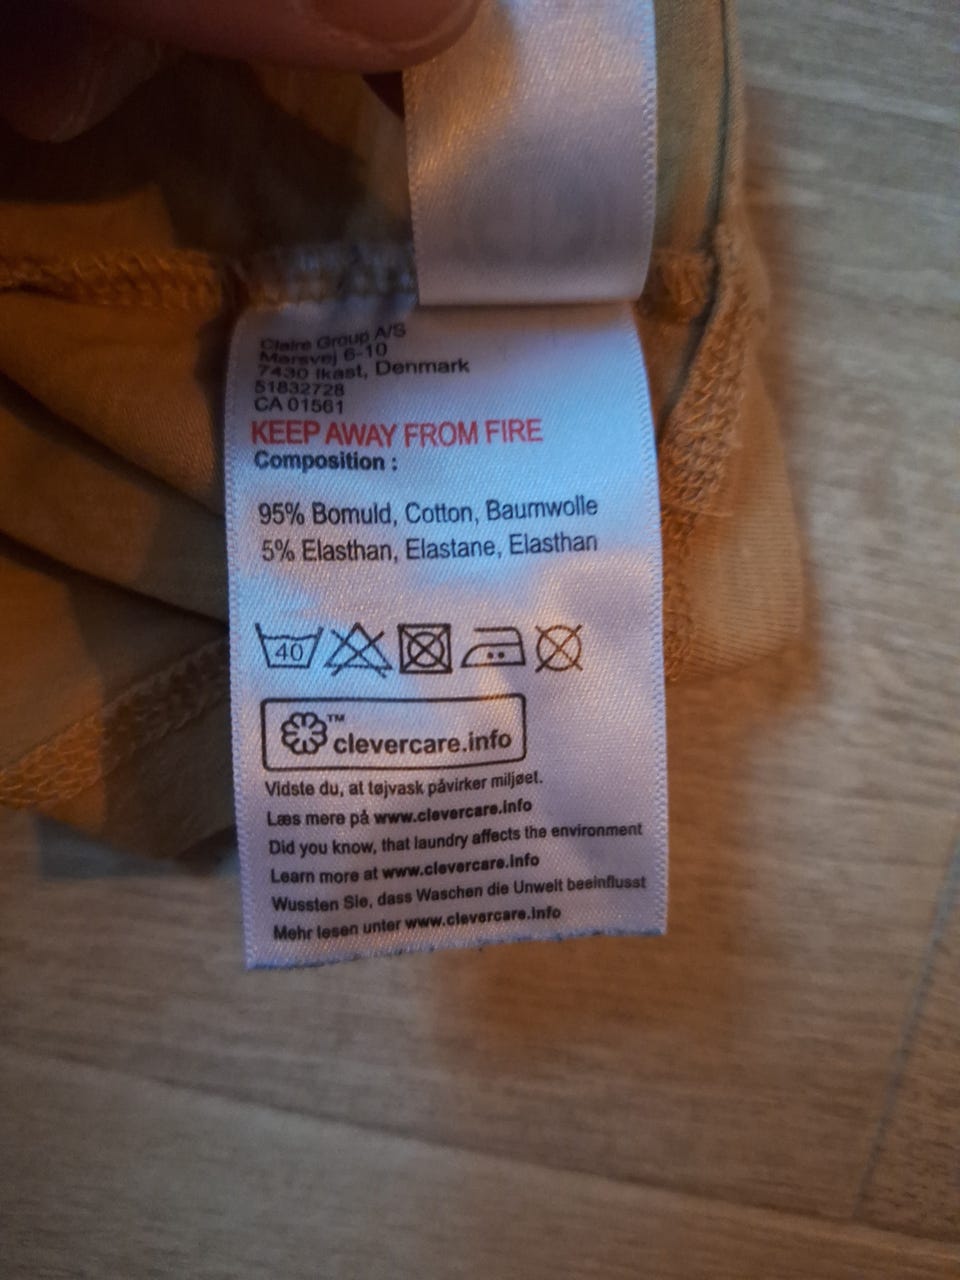 Claire Group A/S
Marsvej 6-10
7430 Ikast, Denmark
51832728
CA 01561
KEEP AWAY FROM FIRE
Composition :
95% Bomuld, Cotton, Baumwolle
5% Elasthan, Elastane, Elasthan
40
™
clevercare.info
Vidste du, at tøjvask påvirker miljøet.
Læs mere på www.clevercare.info
Did you know, that laundry affects the environment
Learn more at www.clevercare.info
Wussten Sie, dass Waschen die Umwelt beeinflusst
Mehr lesen unter www.clevercare.info